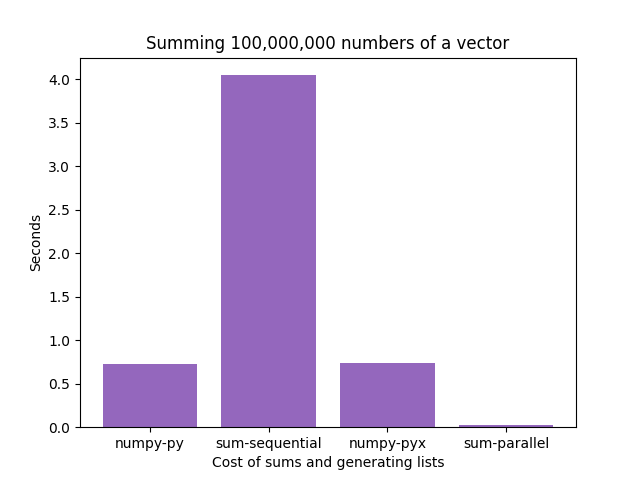 Summing 100,000,000 numbers of a vector
4.0
3.5
3.0
2.5
2.0
1.5
1.0
0.5
0.0
Seconds
numpy-py sum-sequential numpy-pyx sum-parallel
Cost of sums and generating lists